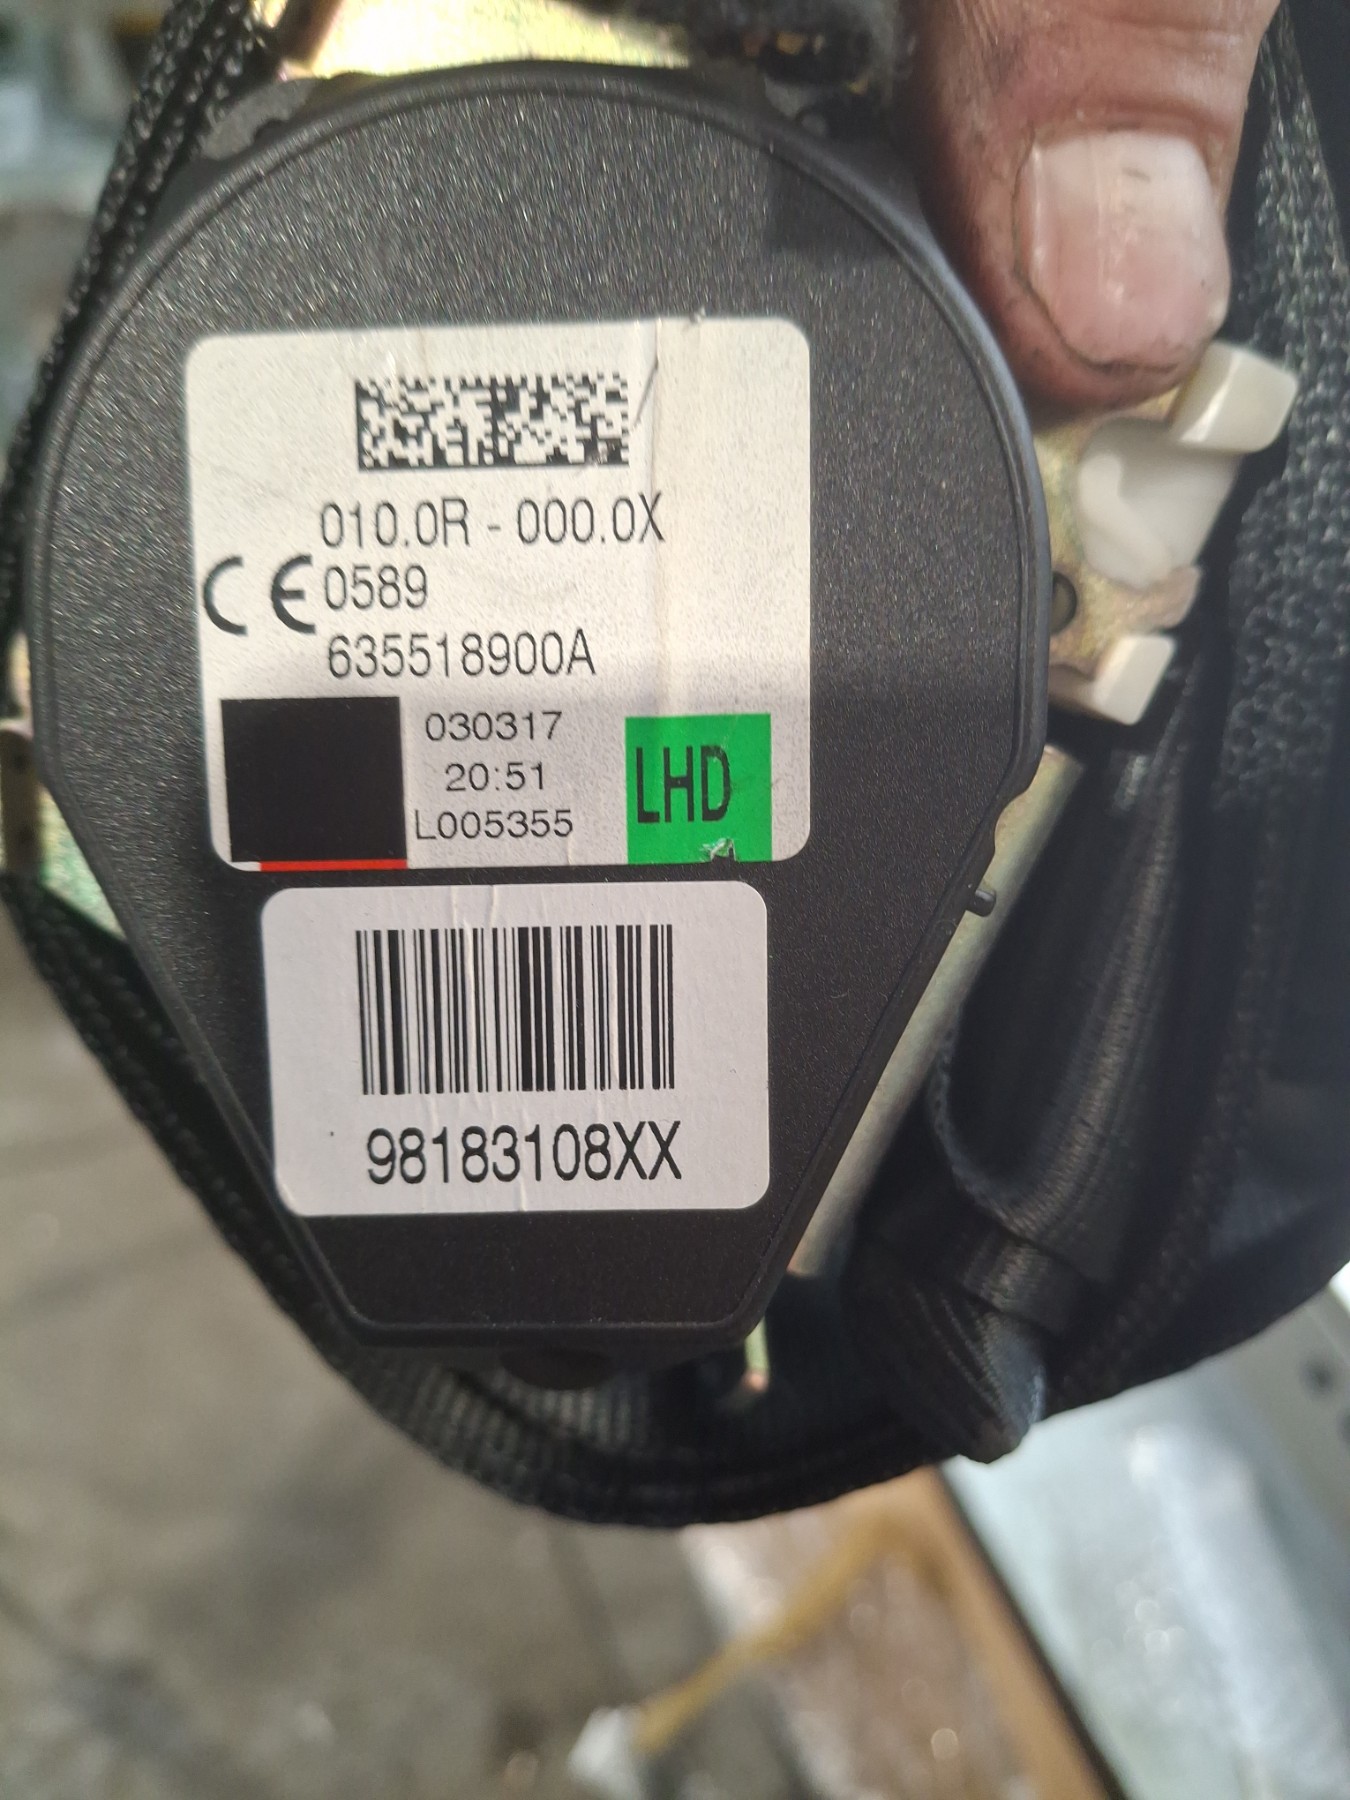 010.0R - 000.0X
CE 0589
635518900A
030317
20:51
L005355
LHD
98183108XX